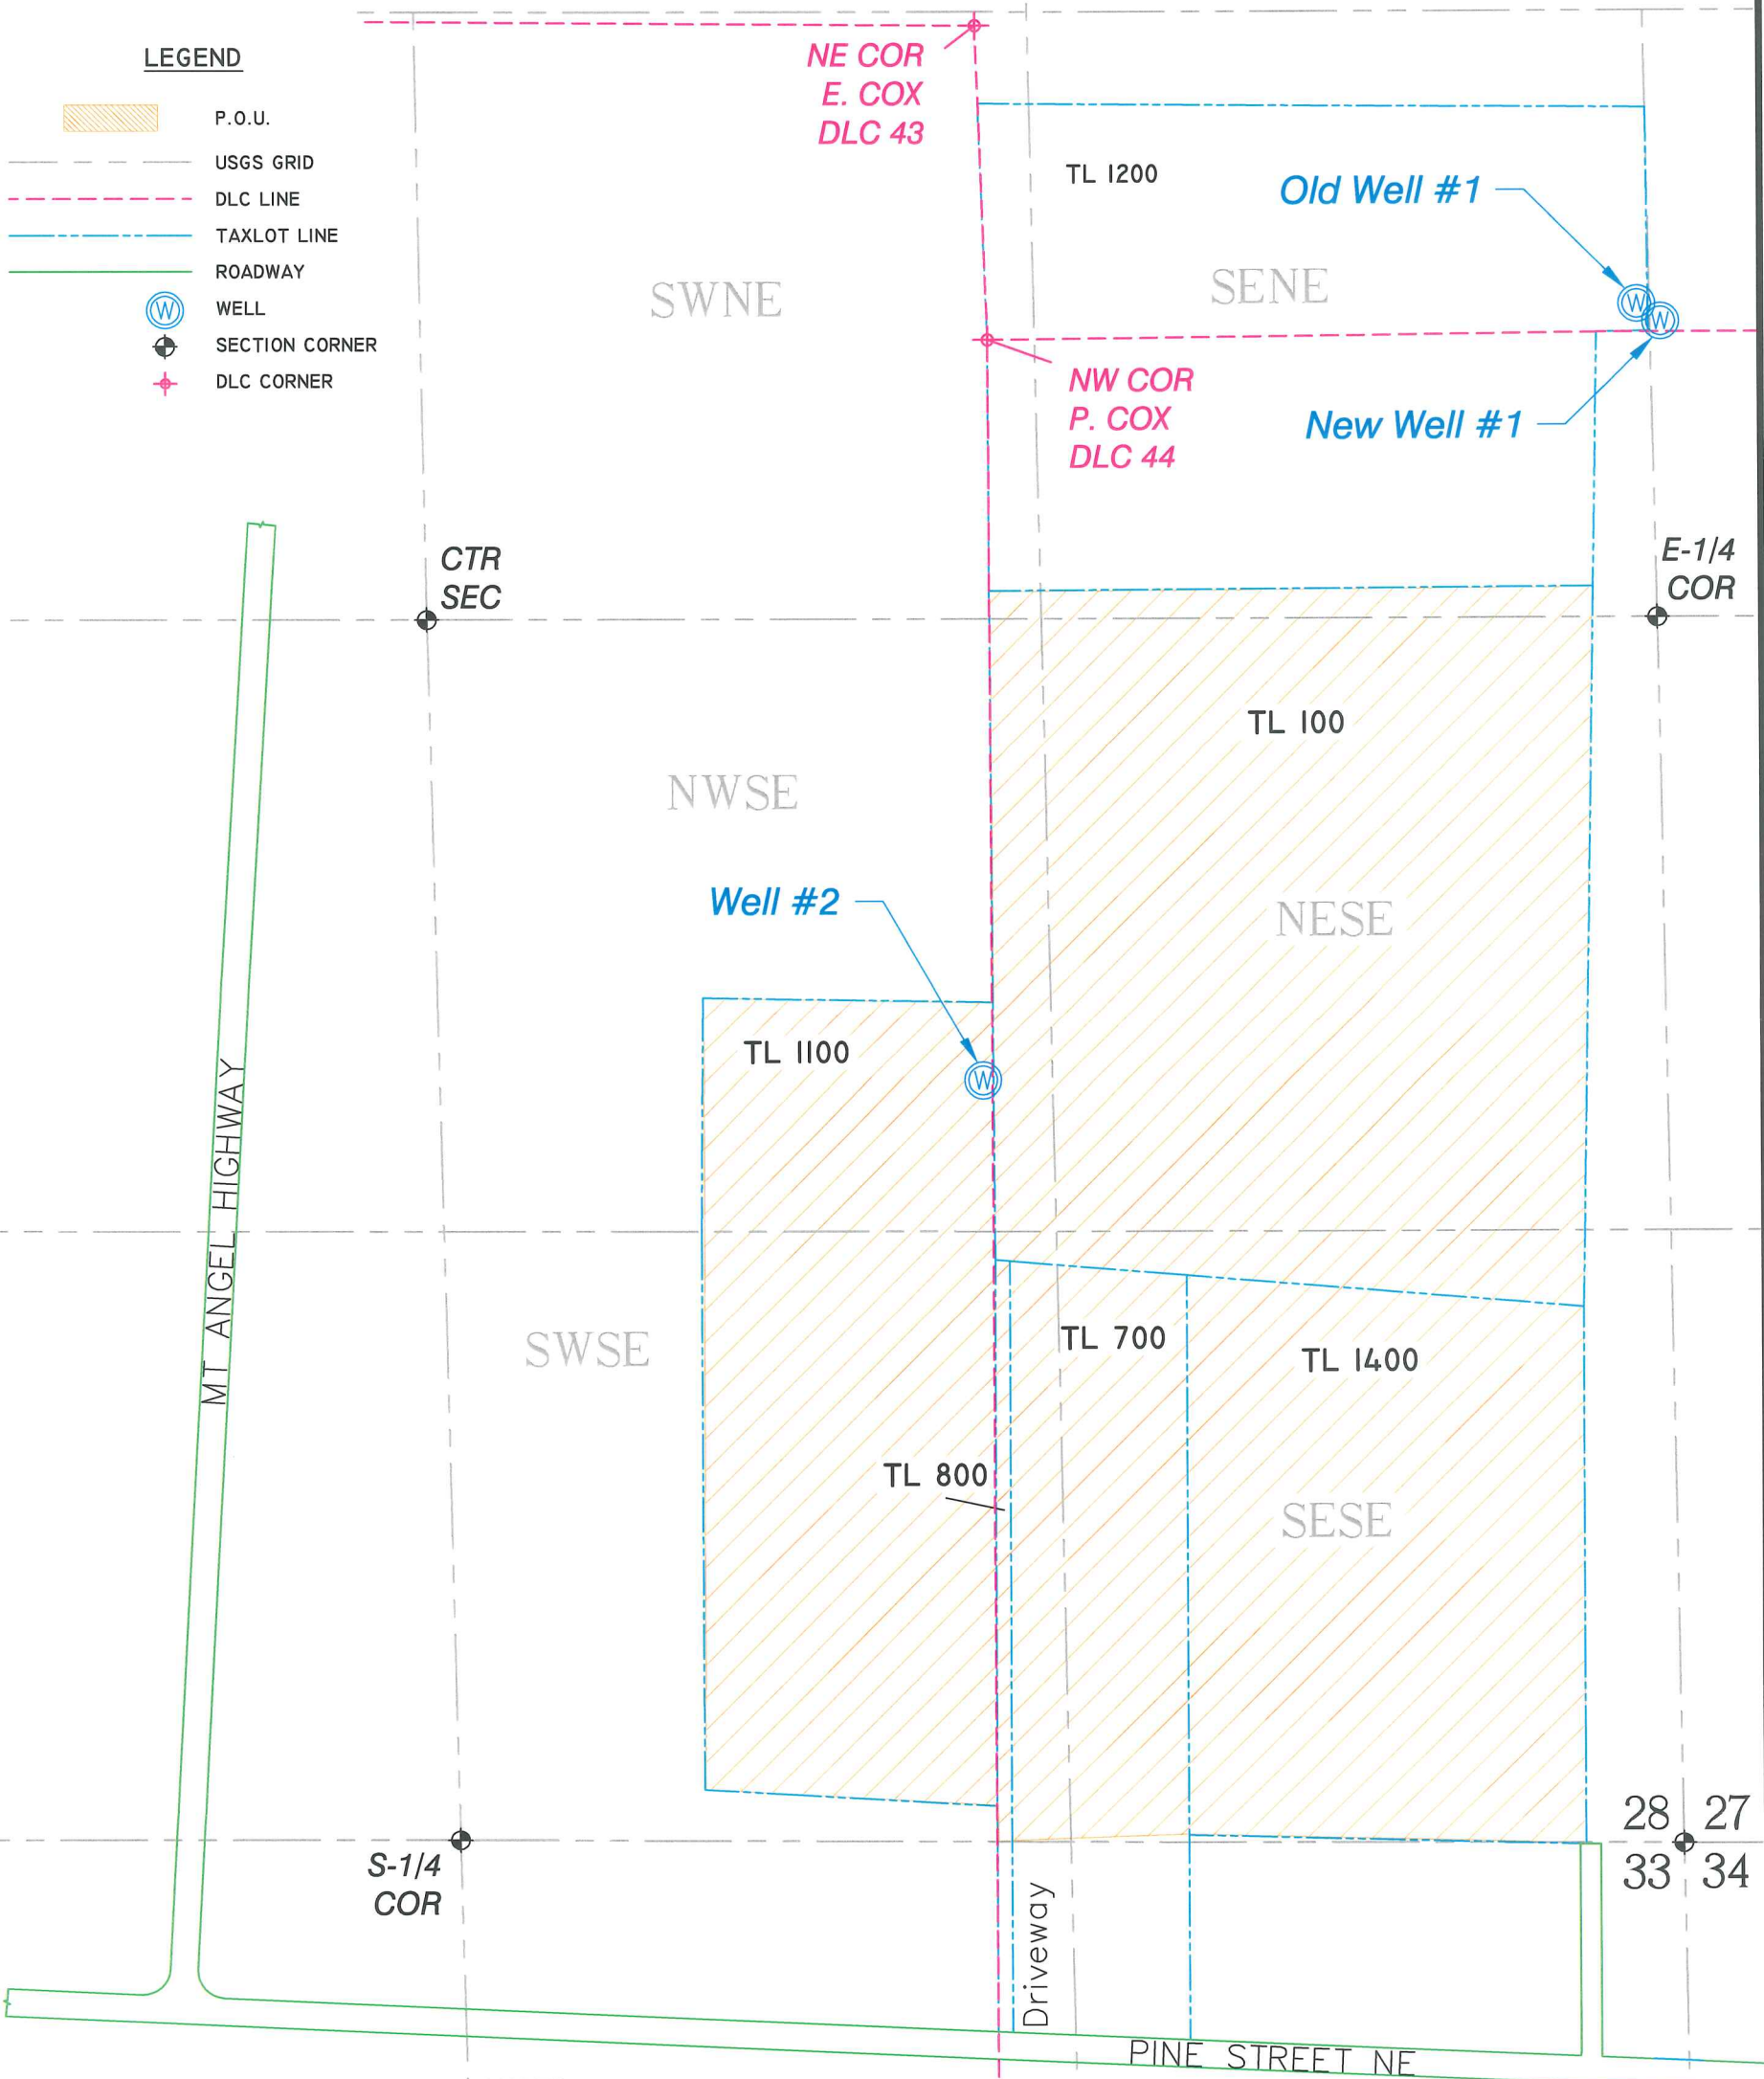 LEGEND
P.O.U.
USGS GRID
DLC LINE
TAXLOT LINE
ROADWAY
W
WELL
SECTION CORNER
DLC CORNER
NE COR
E. COX
DLC 43
TL 1200
Old Well #1
SWNE
SENE
W
W
NW COR
P. COX
DLC 44
New Well #1
CTR
SEC
E-1/4
COR
TL 100
NWSE
Well #2
NESE
TL 1100
W
MT ANGEL HIGHWAY
SWSE
TL 700
TL 1400
TL 800
SESE
28
27
33
34
S-1/4
COR
Driveway
PINE STREET NE